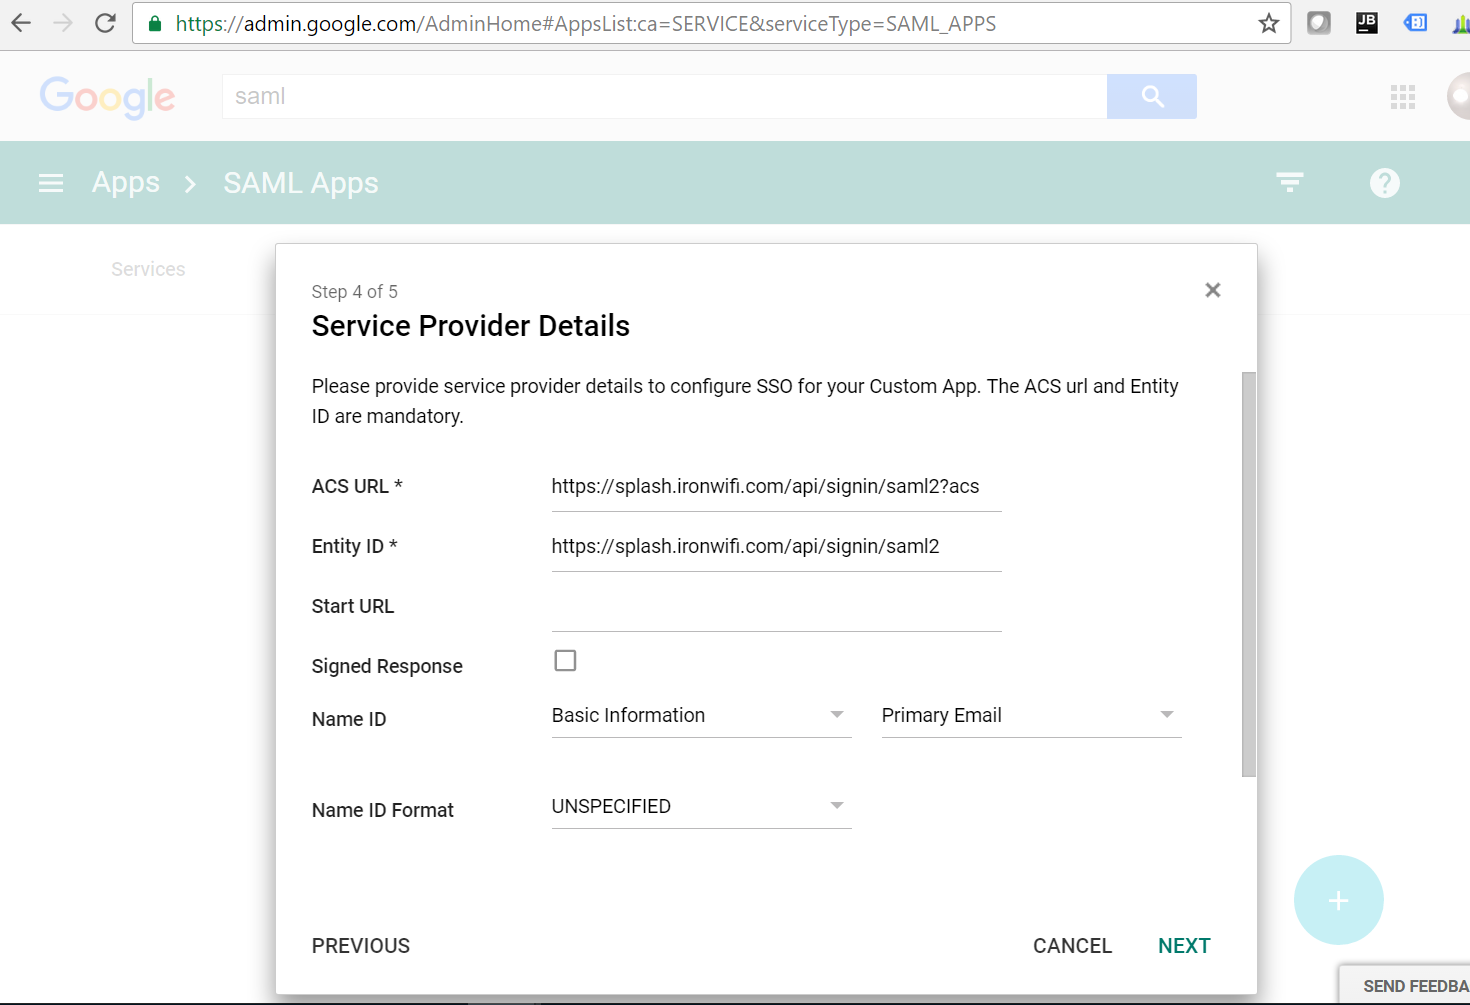 https://admin.google.com/AdminHome#AppsList:ca=SERVICE&serviceType=SAML_APPS
JB
Google
saml
Apps
SAML Apps
?
Services
Step 4 of 5
Service Provider Details
Please provide service provider details to configure SSO for your Custom App. The ACS url and Entity
ID are mandatory.
ACS URL *
https://splash.ironwifi.com/api/signin/saml2?acs
Entity ID *
https://splash.ironwifi.com/api/signin/saml2
Start URL
Signed Response
Name ID
Basic Information
Primary Email
Name ID Format
UNSPECIFIED
PREVIOUS
CANCEL
NEXT
SEND FEEDBA